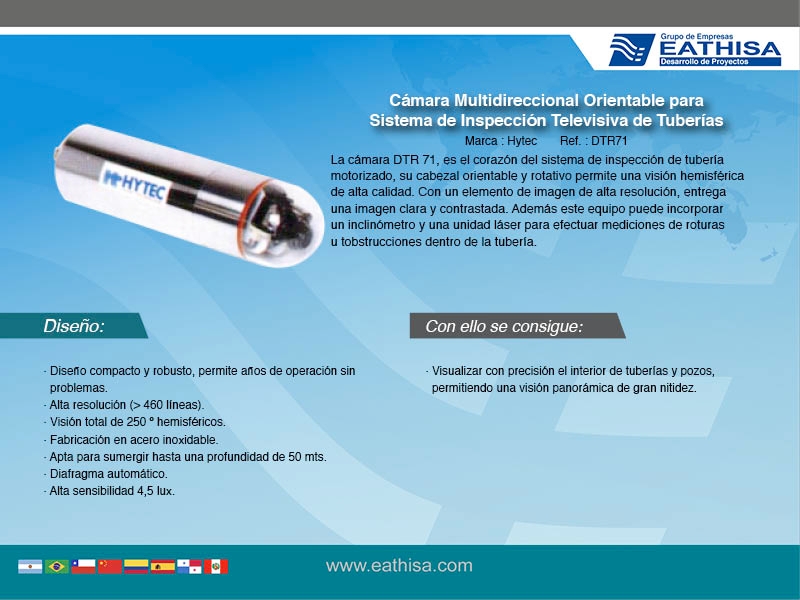 Grupo de Empresas
EATHISA
Desarrollo de Proyectos
Cámara Multidireccional Orientable para
Sistema de Inspección Televisiva de Tuberías
Marca : Hytec Ref. : DTR71
La cámara DTR 71, es el corazón del sistema de inspección de tubería
motorizado, su cabezal orientable y rotativo permite una visión hemisférica
de alta calidad. Con un elemento de imagen de alta resolución, entrega
una imagen clara y contrastada. Además este equipo puede incorporar
un inclinómetro y una unidad láser para efectuar mediciones de roturas
u tobstrucciones dentro de la tubería.
HYTEC
Diseño:
· Diseño compacto y robusto, permite años de operación sin
problemas.
· Alta resolución (> 460 líneas).
· Visión total de 250 º hemisféricos.
· Fabricación en acero inoxidable.
· Apta para sumergir hasta una profundidad de 50 mts.
· Diafragma automático.
· Alta sensibilidad 4,5 lux.
Con ello se consigue:
· Visualizar con precisión el interior de tuberías y pozos,
permitiendo una visión panorámica de gran nitidez.
www.eathisa.com